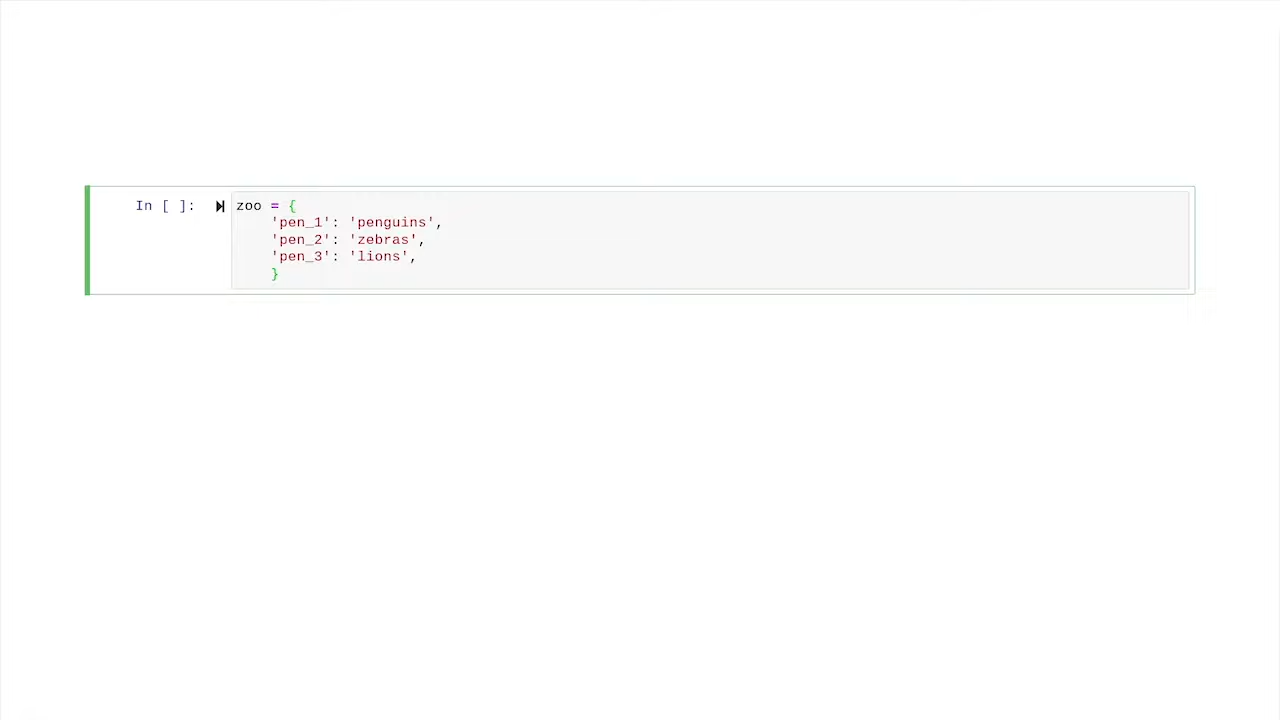 In [ ]: zoo = {
'pen_1': 'penguins',
'pen_2': 'zebras',
'pen_3': 'lions',
}